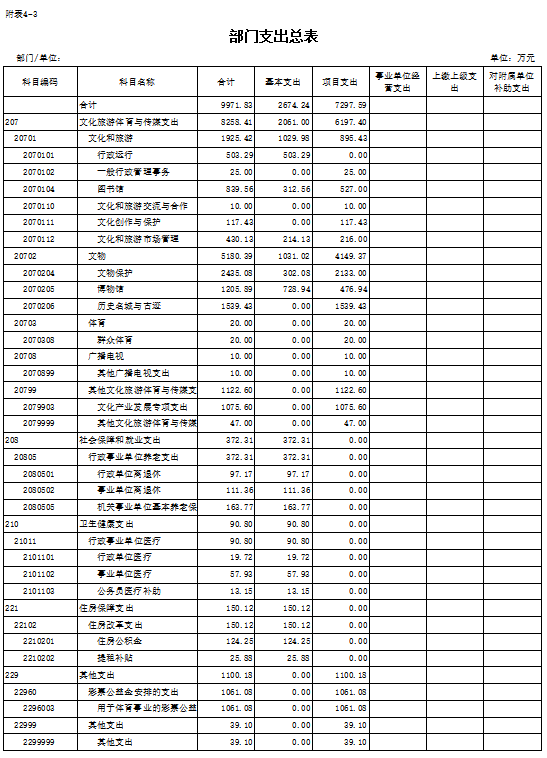 附表4-3
部门支出总表
部门/单位: 单位: 万元
科目编码 科目名称 合计 基本支出 项目支出 事业单位经营支出 上缴上级支出 对附属单位补助支出
合计 9971.83 2674.24 7297.59
207 文化旅游体育与传媒支出 8258.41 2061.00 6197.40
20701 文化和旅游 1925.42 1029.98 895.43
2070101 行政运行 503.29 503.29 0.00
2070102 一般行政管理事务 25.00 0.00 25.00
2070104 图书馆 839.56 312.56 527.00
2070110 文化和旅游交流与合作 10.00 0.00 10.00
2070111 文化创作与保护 117.43 0.00 117.43
2070112 文化和旅游市场管理 430.13 214.13 216.00
20702 文物 5180.39 1031.02 4149.37
2070204 文物保护 2435.08 302.08 2133.00
2070205 博物馆 1205.89 728.94 476.94
2070206 历史名城与古迹 1539.43 0.00 1539.43
20703 体育 20.00 0.00 20.00
2070308 群众体育 20.00 0.00 20.00
20708 广播电视 10.00 0.00 10.00
2070899 其他广播电视支出 10.00 0.00 10.00
20799 其他文化旅游体育与传媒支 1122.60 0.00 1122.60
2079903 文化产业发展专项支出 1075.60 0.00 1075.60
2079999 其他文化旅游体育与传媒 47.00 0.00 47.00
208 社会保障和就业支出 372.31 372.31 0.00
20805 行政事业单位养老支出 372.31 372.31 0.00
2080501 行政单位离退休 97.17 97.17 0.00
2080502 事业单位离退休 111.36 111.36 0.00
2080505 机关事业单位基本养老保 163.77 163.77 0.00
210 卫生健康支出 90.80 90.80 0.00
21011 行政事业单位医疗 90.80 90.80 0.00
2101101 行政单位医疗 19.72 19.72 0.00
2101102 事业单位医疗 57.93 57.93 0.00
2101103 公务员医疗补助 13.15 13.15 0.00
221 住房保障支出 150.12 150.12 0.00
22102 住房改革支出 150.12 150.12 0.00
2210201 住房公积金 124.25 124.25 0.00
2210202 提租补贴 25.88 25.88 0.00
229 其他支出 1100.18 0.00 1100.18
22960 彩票公益金安排的支出 1061.08 0.00 1061.08
2296003 用于体育事业的彩票公益 1061.08 0.00 1061.08
22999 其他支出 39.10 0.00 39.10
2299999 其他支出 39.10 0.00 39.10